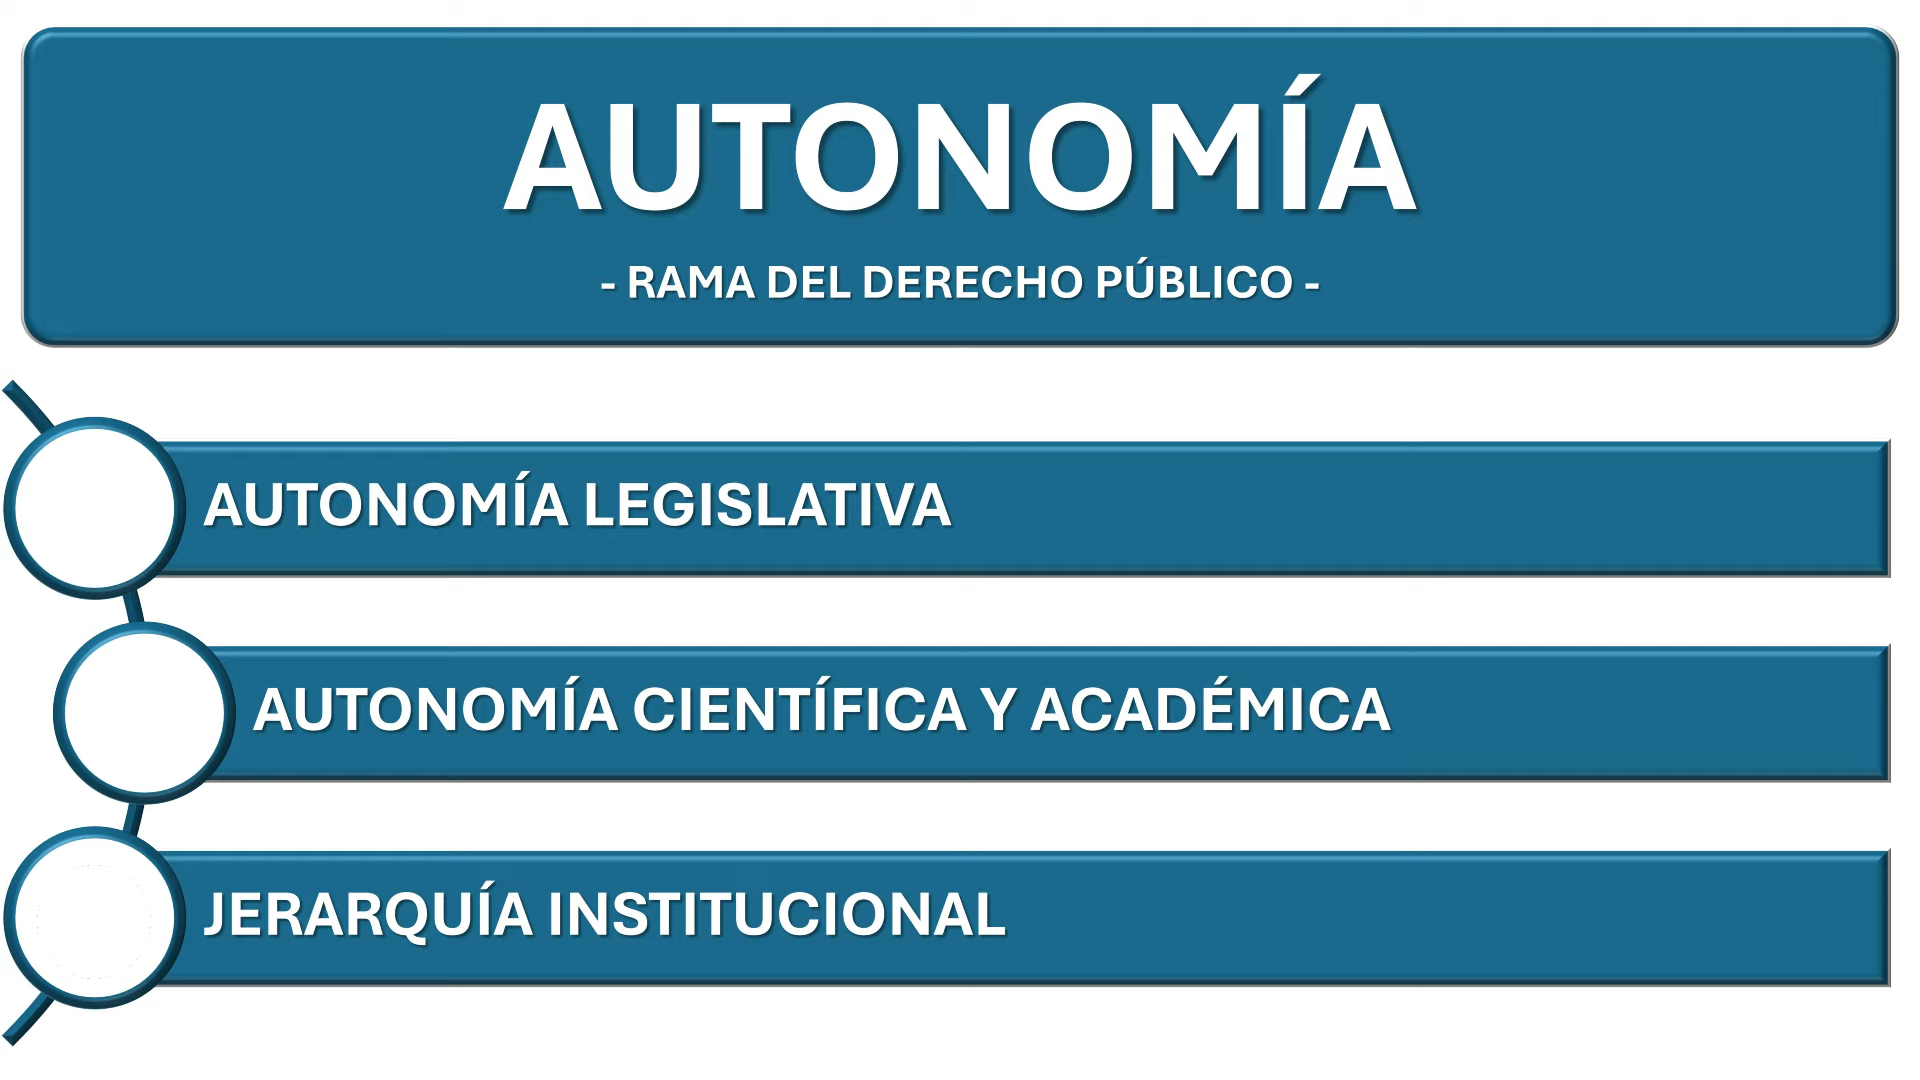 AUTONOMÍA
- RAMA DEL DERECHO PÚBLICO -
AUTONOMÍA LEGISLATIVA
AUTONOMÍA CIENTÍFICA Y ACADÉMICA
JERARQUÍA INSTITUCIONAL